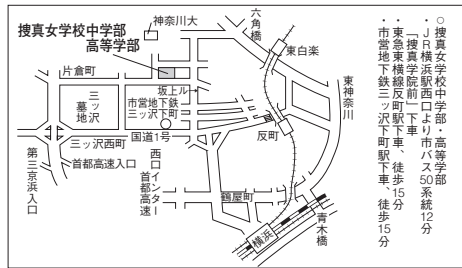 ○捜真女学校中学部・高等学部
・JR横浜駅西口より市バス50系統12分
「捜真学院前」下車
・東急東横線反町駅下車、徒歩15分
・市営地下鉄三ッ沢下町駅下車、徒歩15分
捜真女学校中学部
高等学部
神奈川大
六角橋
東白楽
片倉町
坂上ル
東神奈川
三ッ沢
墓地
市営地下鉄
三ッ沢下町
国道1号
反町
三ッ沢西町
首都高速入口
第三京浜入口
西口インター
首都高速
鶴屋町
青木橋
横浜